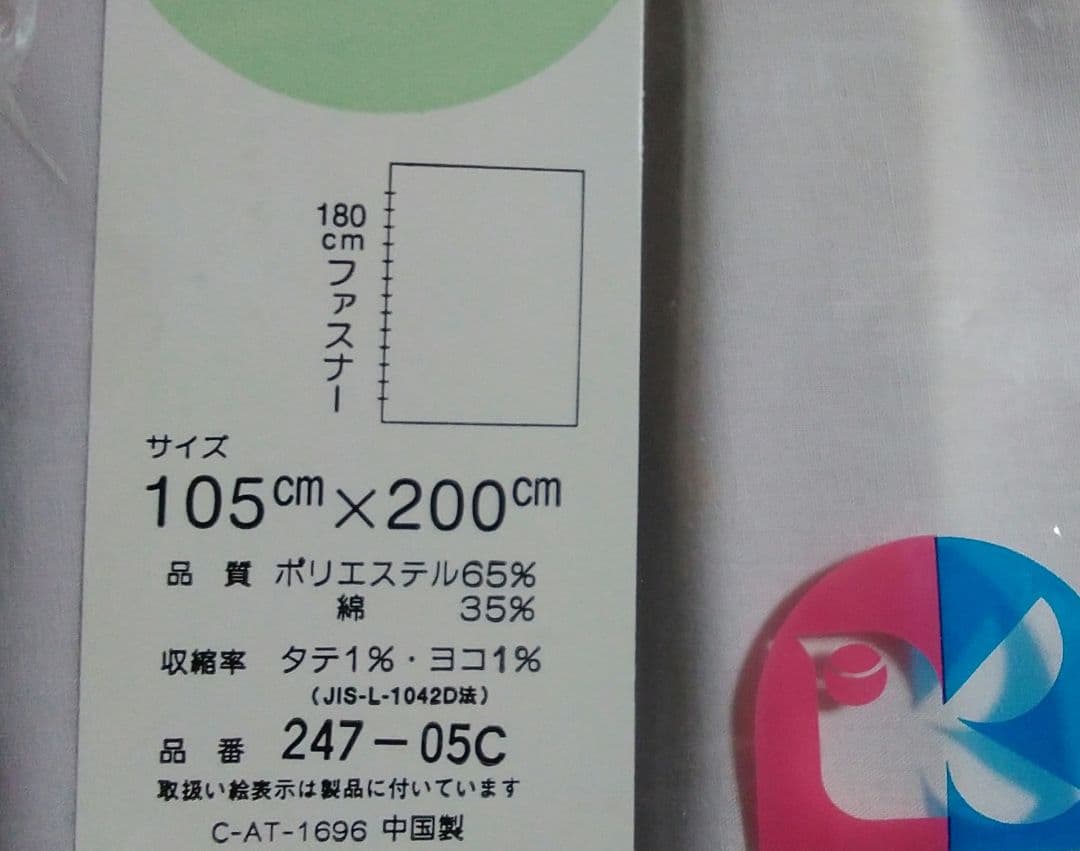 180
cm
ファスナー
サイズ
105cm×200cm
品 質 ポリエステル65%
綿 35%
収縮率 タテ1%・ヨコ1%
(JIS-L-1042D法)
品 番 247-05C
取扱い絵表示は製品に付いています
C-AT-1696 中国製